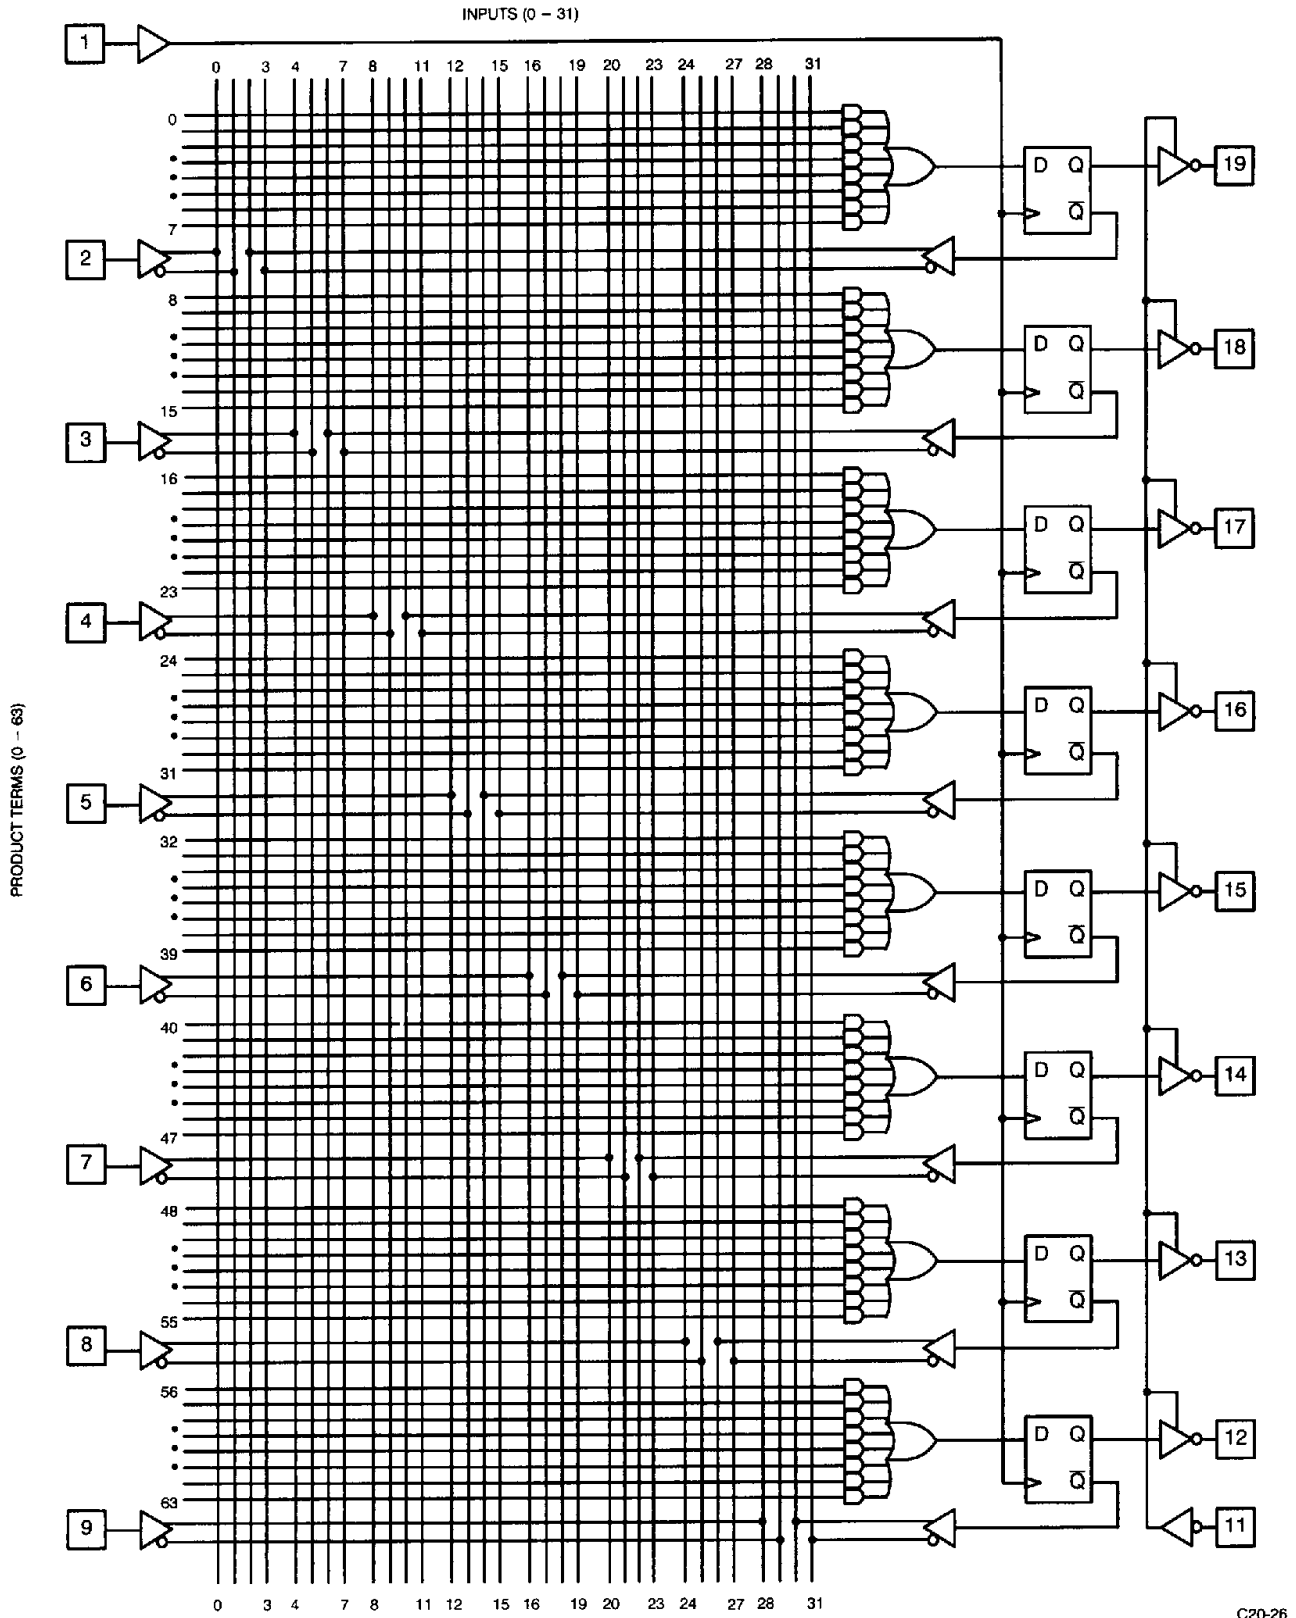 INPUTS (0 – 31)
1
0 3 4 7 8 11 12 15 16 19 20 23 24 27 28 31
0
D Q
19
7
Q̅
2
8
D Q
18
15
Q̅
3
16
D Q
17
23
Q̅
4
24
D Q
16
31
Q̅
5
32
D Q
15
39
Q̅
6
40
D Q
14
47
Q̅
7
48
D Q
13
55
Q̅
8
56
D Q
12
63
Q̅
9
11
0 3 4 7 8 11 12 15 16 19 20 23 24 27 28 31
PRODUCT TERMS (0 – 63)
C20-26